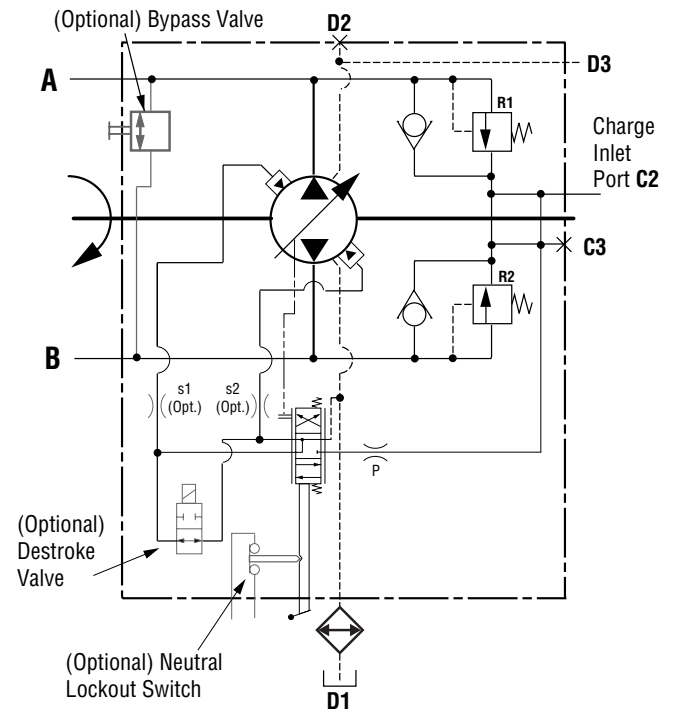 (Optional) Bypass Valve
D2
A
D3
R1
Charge
Inlet
Port C2
C3
R2
B
s1
(Opt.)
s2
(Opt.)
P
(Optional)
Destroke
Valve
(Optional) Neutral
Lockout Switch
D1